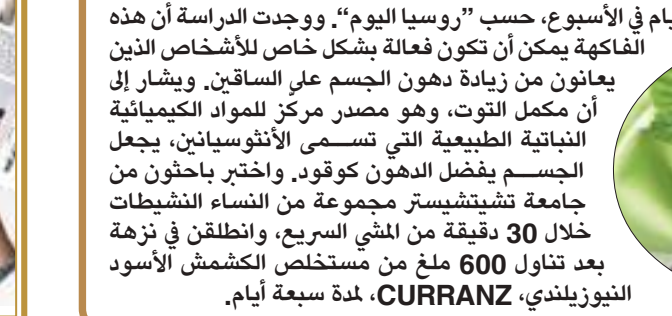 يام في الأسبوع، حسب ”روسيا اليوم“. ووجدت الدراسة أن هذه
الفاكهة يمكن أن تكون فعالة بشكل خاص للأشخاص الذين
يعانون من زيادة دهون الجسم على الساقين. ويشار إلى
أن مكمل التوت، وهو مصدر مركّز للمواد الكيميائية
النباتية الطبيعية التي تســـمى الأنثوسيانين، يجعل
الجســـم يفضل الدهون كوقود. واختبر باحثون من
جامعة تشيتشيستر مجموعة من النساء النشيطات
خلال 30 دقيقة من المشي السريع، وانطلقن في نزهة
بعد تناول 600 ملغ من مستخلص الكشمش الأسود
النيوزيلندي، CURRANZ، لمدة سبعة أيام.